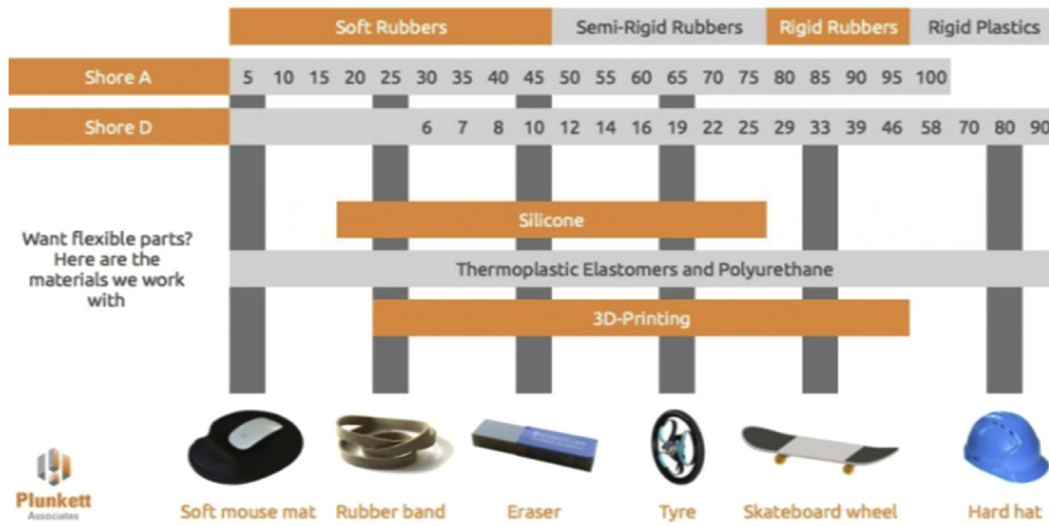 Soft Rubbers Semi-Rigid Rubbers Rigid Rubbers Rigid Plastics
Shore A 5 10 15 20 25 30 35 40 45 50 55 60 65 70 75 80 85 90 95 100
Shore D 6 7 8 10 12 14 16 19 22 25 29 33 39 46 58 70 80 90
Silicone
Want flexible parts?
Here are the
materials we work
with
Thermoplastic Elastomers and Polyurethane
3D-Printing
Soft mouse mat Rubber band Eraser Tyre Skateboard wheel Hard hat
Plunkett
Associates